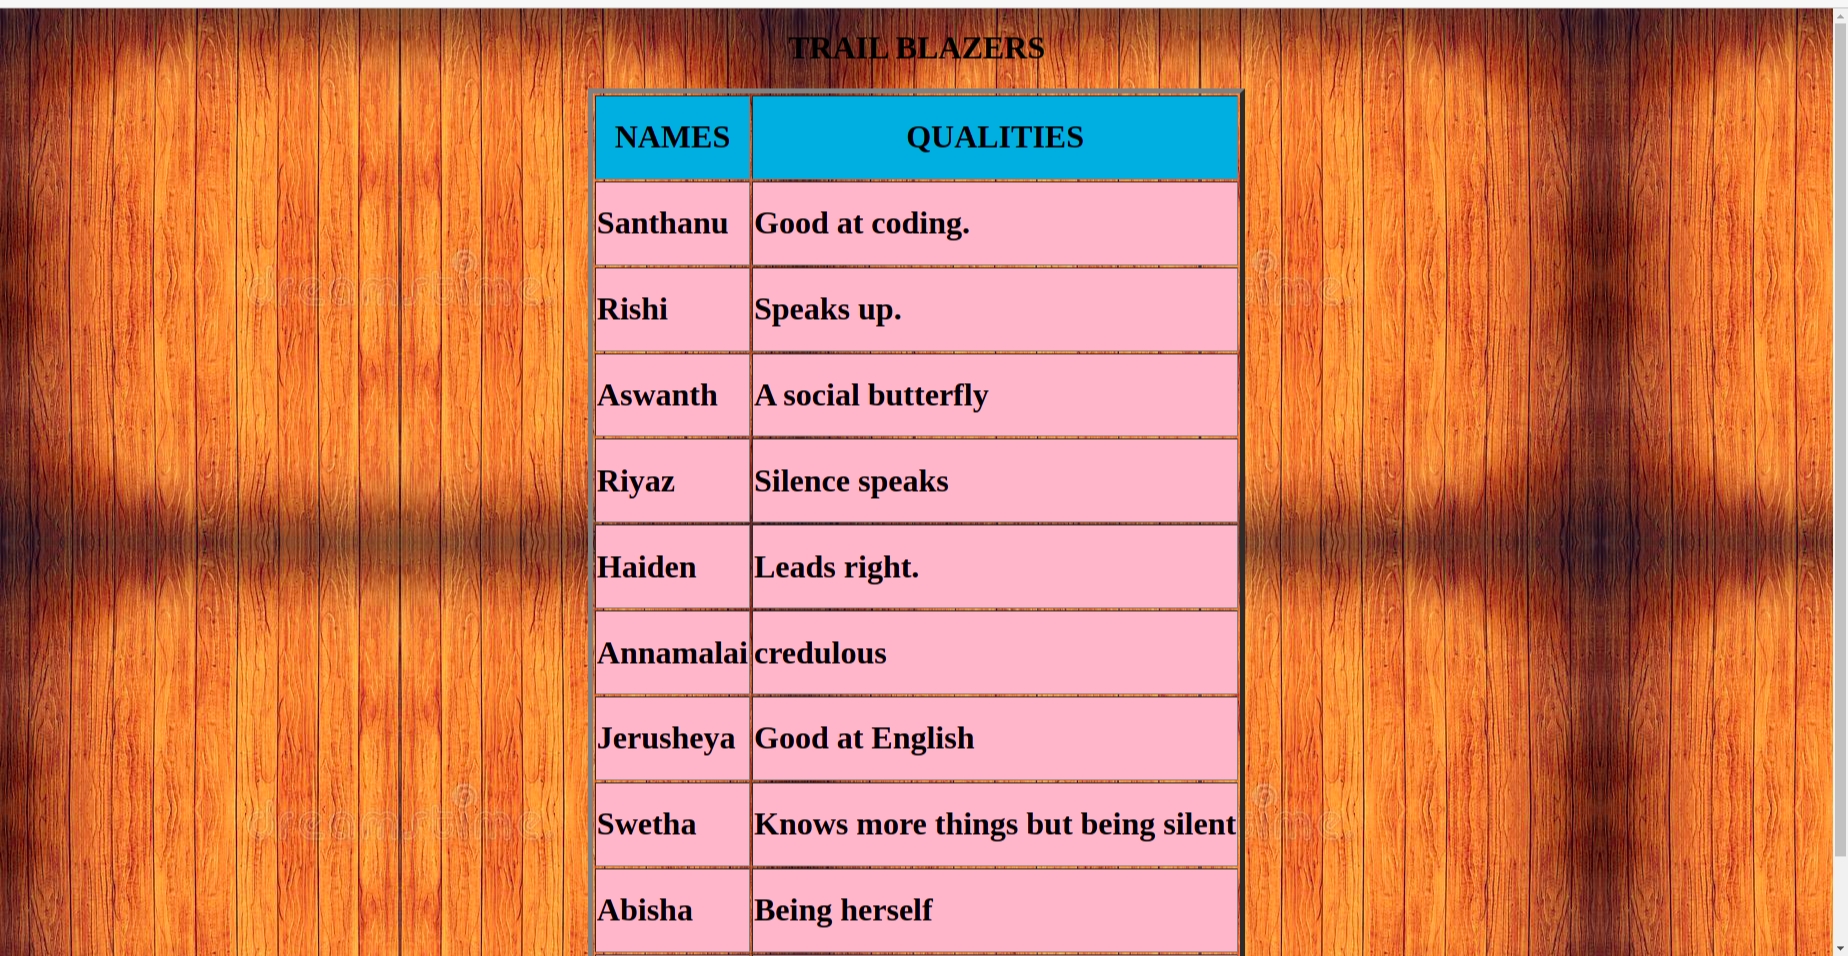 TRAIL BLAZERS
NAMES QUALITIES
Santhanu Good at coding.
Rishi Speaks up.
Aswanth A social butterfly
Riyaz Silence speaks
Haiden Leads right.
Annamalai credulous
Jerusheya Good at English
Swetha Knows more things but being silent
Abisha Being herself
dreamstime
dreamstime